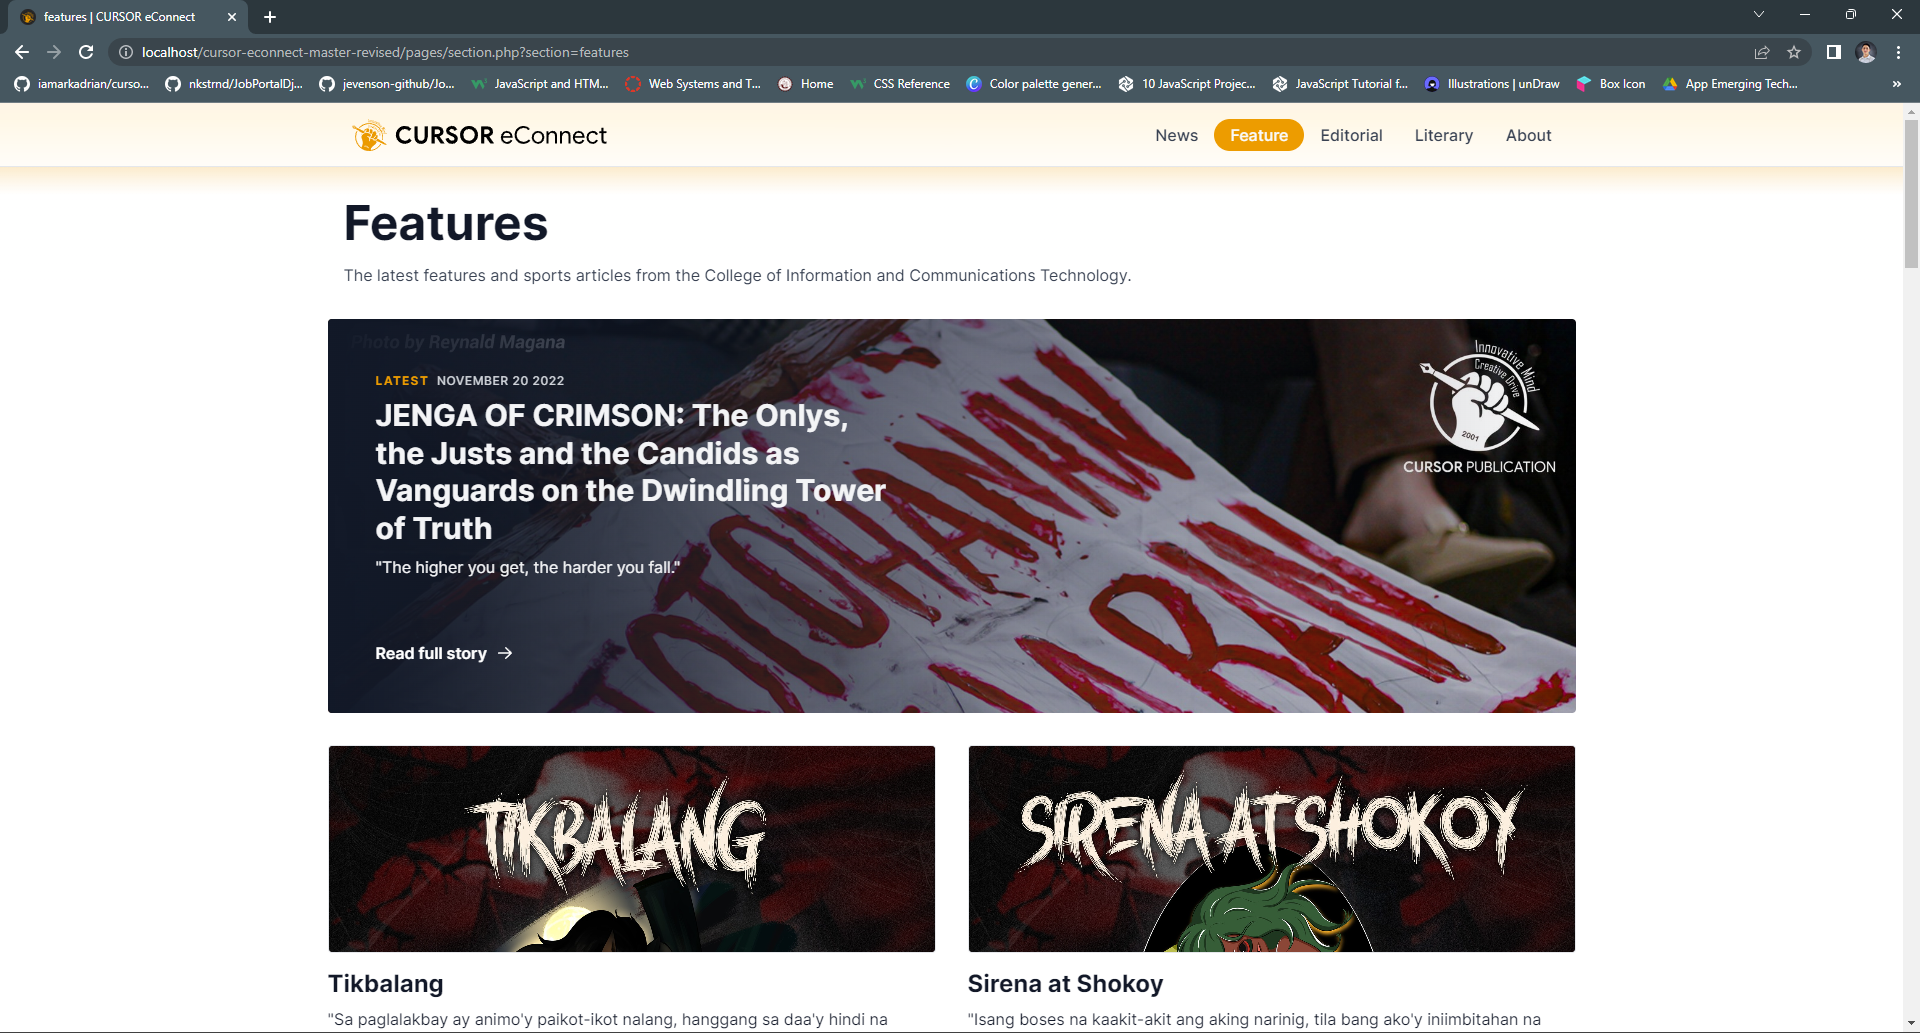 features | CURSOR eConnect
localhost/cursor-econnect-master-revised/pages/section.php?section=features
iamarkadrian/curso...
nkstrnd/JobPortalDj...
jevenson-github/Jo...
JavaScript and HTM...
Web Systems and T...
Home
CSS Reference
Color palette gener...
10 JavaScript Projec...
JavaScript Tutorial f...
Illustrations | unDraw
Box Icon
App Emerging Tech...
CURSOR eConnect
News
Feature
Editorial
Literary
About
Features
The latest features and sports articles from the College of Information and Communications Technology.
Photo by Reynald Magana
LATEST NOVEMBER 20 2022
JENGA OF CRIMSON: The Onlys,
the Justs and the Candids as
Vanguards on the Dwindling Tower
of Truth
"The higher you get, the harder you fall."
Read full story
Innovative Mind
Creative Drive
2001
CURSOR PUBLICATION
TIKBALANG
SIRENA AT SHOKOY
Tikbalang
Sirena at Shokoy
"Sa paglalakbay ay animo'y paikot-ikot nalang, hanggang sa daa'y hindi na
"Isang boses na kaakit-akit ang aking narinig, tila bang ako'y iniimbitahan na